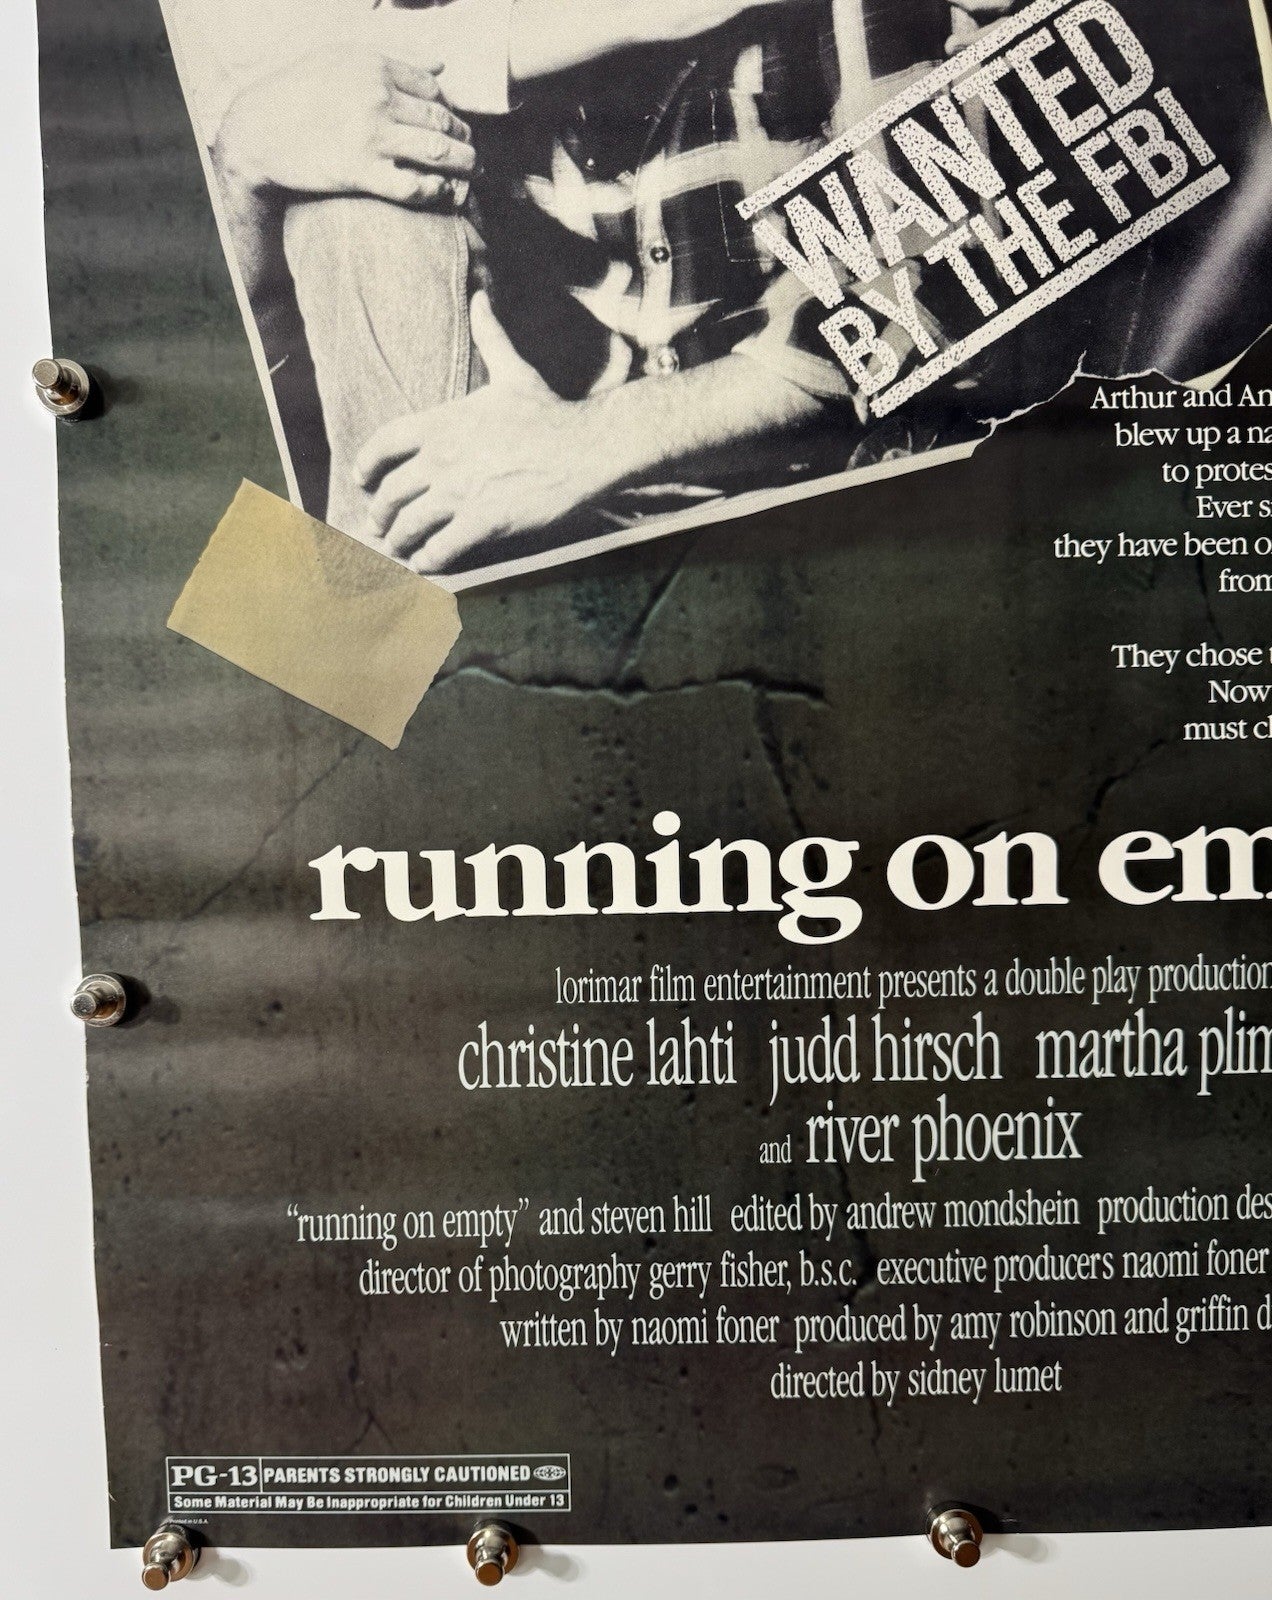 WANTED
BY THE FBI
Arthur and An
blew up a na
to protes
Ever s
they have been o
from
They chose t
Now
must cl
running on em
lorimar film entertainment presents a double play production
christine lahti judd hirsch martha plim
and river phoenix
“running on empty” and steven hill edited by andrew mondshein production des
director of photography gerry fisher, b.s.c. executive producers naomi foner
written by naomi foner produced by amy robinson and griffin d
directed by sidney lumet
PG-13 PARENTS STRONGLY CAUTIONED
Some Material May Be Inappropriate for Children Under 13
Printed in U.S.A.